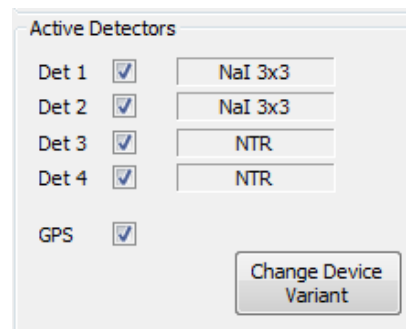 Active Detectors
Det 1 NaI 3x3
Det 2 NaI 3x3
Det 3 NTR
Det 4 NTR
GPS
Change Device
Variant